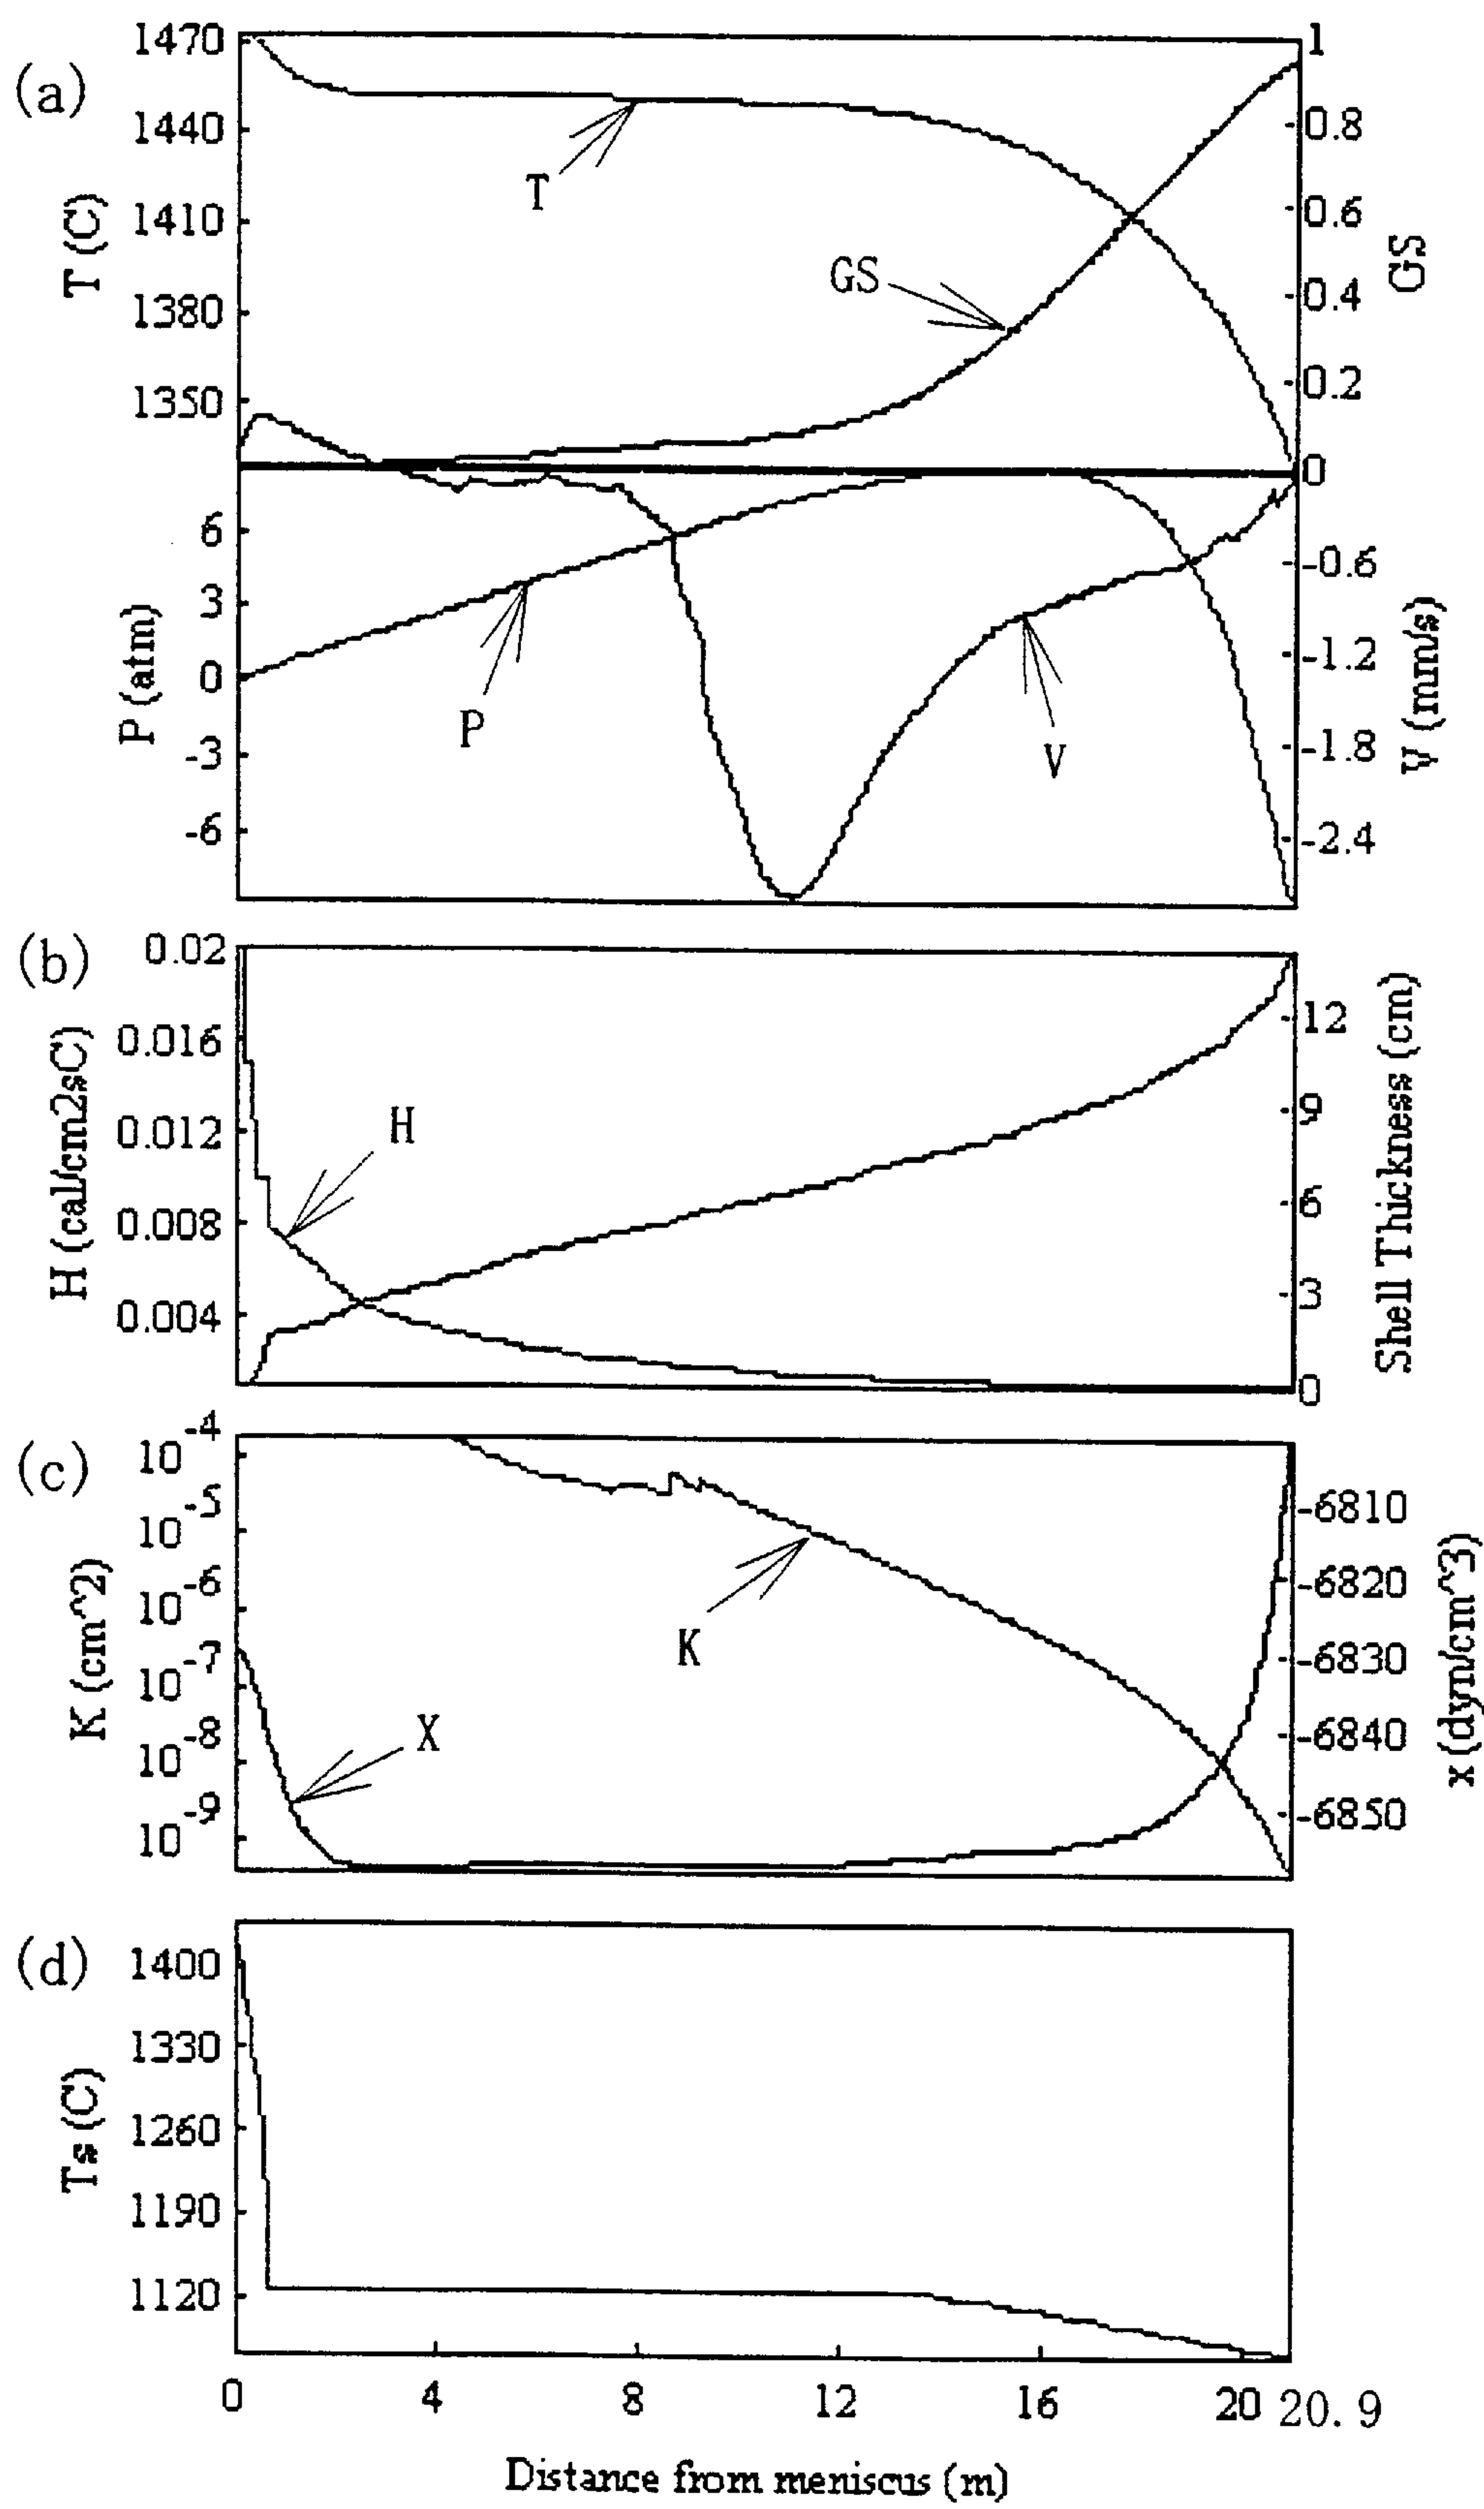 (a)
1470
1440
1410
1380
1350
T (C)
1
0.8
0.6
0.4
0.2
0
GS
T
GS
6
3
0
-3
-6
P (atm)
-0.6
-1.2
-1.8
-2.4
V (mm/s)
P
V
(b)
0.02
0.016
0.012
0.008
0.004
H (cal/cm2sC)
12
9
6
3
0
Shell Thickness (cm)
H
(c)
10-4
10-5
10-6
10-7
10-8
10-9
K (cm^2)
-6810
-6820
-6830
-6840
-6850
x (dyn/cm^3)
K
X
(d)
1400
1330
1260
1190
1120
Ts (C)
0 4 8 12 16 20 20.9
Distance from meniscus (m)